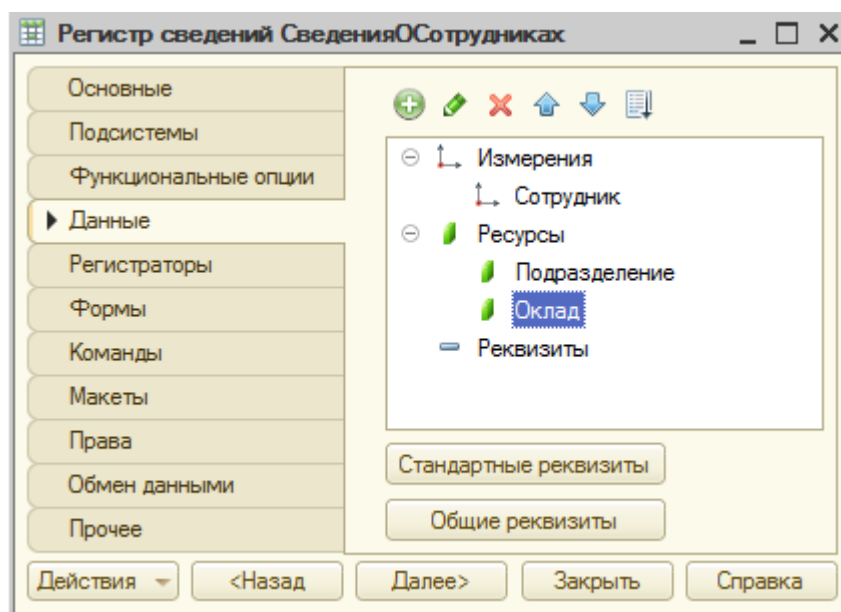 Регистр сведений СведенияОСотрудниках
Основные
Подсистемы
Функциональные опции
Данные
Регистраторы
Формы
Команды
Макеты
Права
Обмен данными
Прочее
Измерения
Сотрудник
Ресурсы
Подразделение
Оклад
Реквизиты
Стандартные реквизиты
Общие реквизиты
Действия <Назад Далее> Закрыть Справка